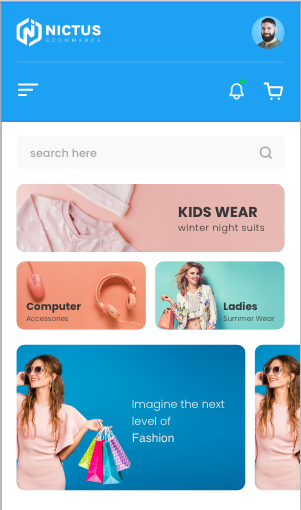 NICTUS
ECOMMERCE
search here
KIDS WEAR
winter night suits
Computer
Accessories
Ladies
Summer Wear
Imagine the next
level of
Fashion